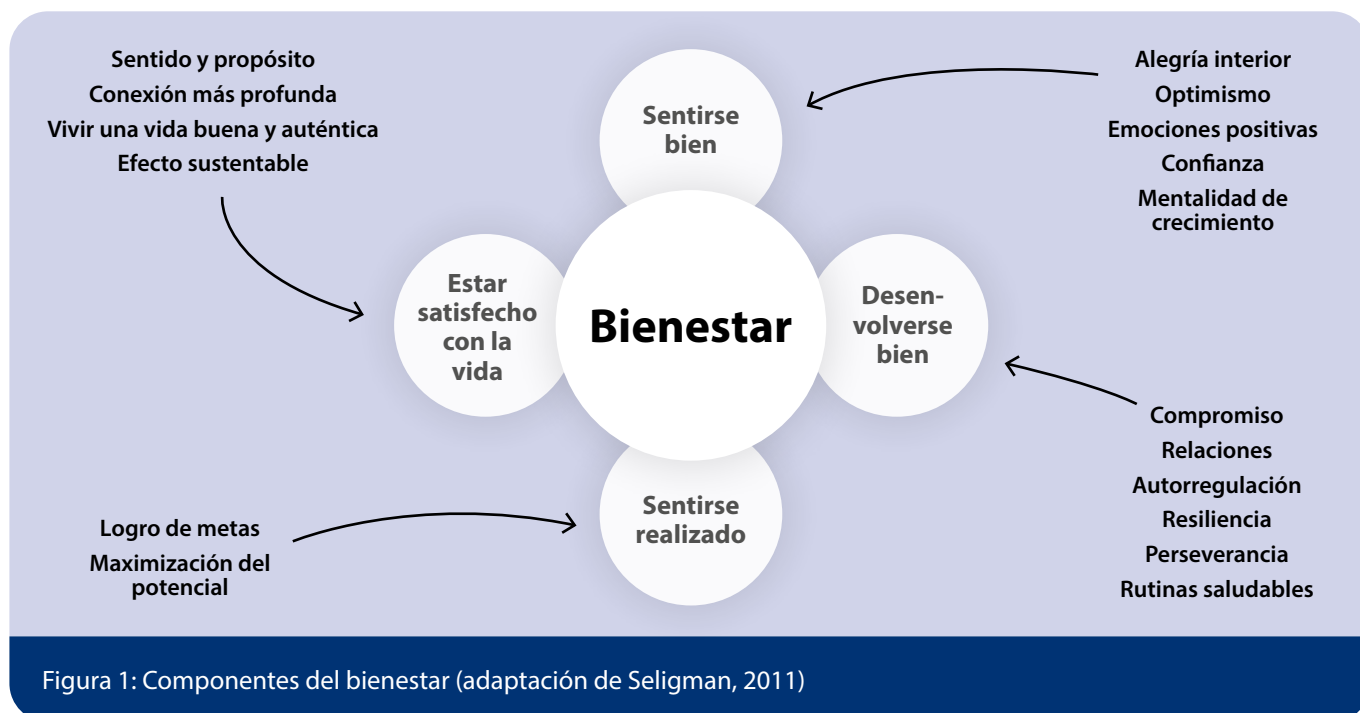 Sentido y propósito
Conexión más profunda
Vivir una vida buena y auténtica
Efecto sustentable
Sentirse
bien
Alegría interior
Optimismo
Emociones positivas
Confianza
Mentalidad de
crecimiento
Estar
satisfecho
con la
vida
Bienestar
Desen-
volverse
bien
Logro de metas
Maximización del
potencial
Sentirse
realizado
Compromiso
Relaciones
Autorregulación
Resiliencia
Perseverancia
Rutinas saludables
Figura 1: Componentes del bienestar (adaptación de Seligman, 2011)